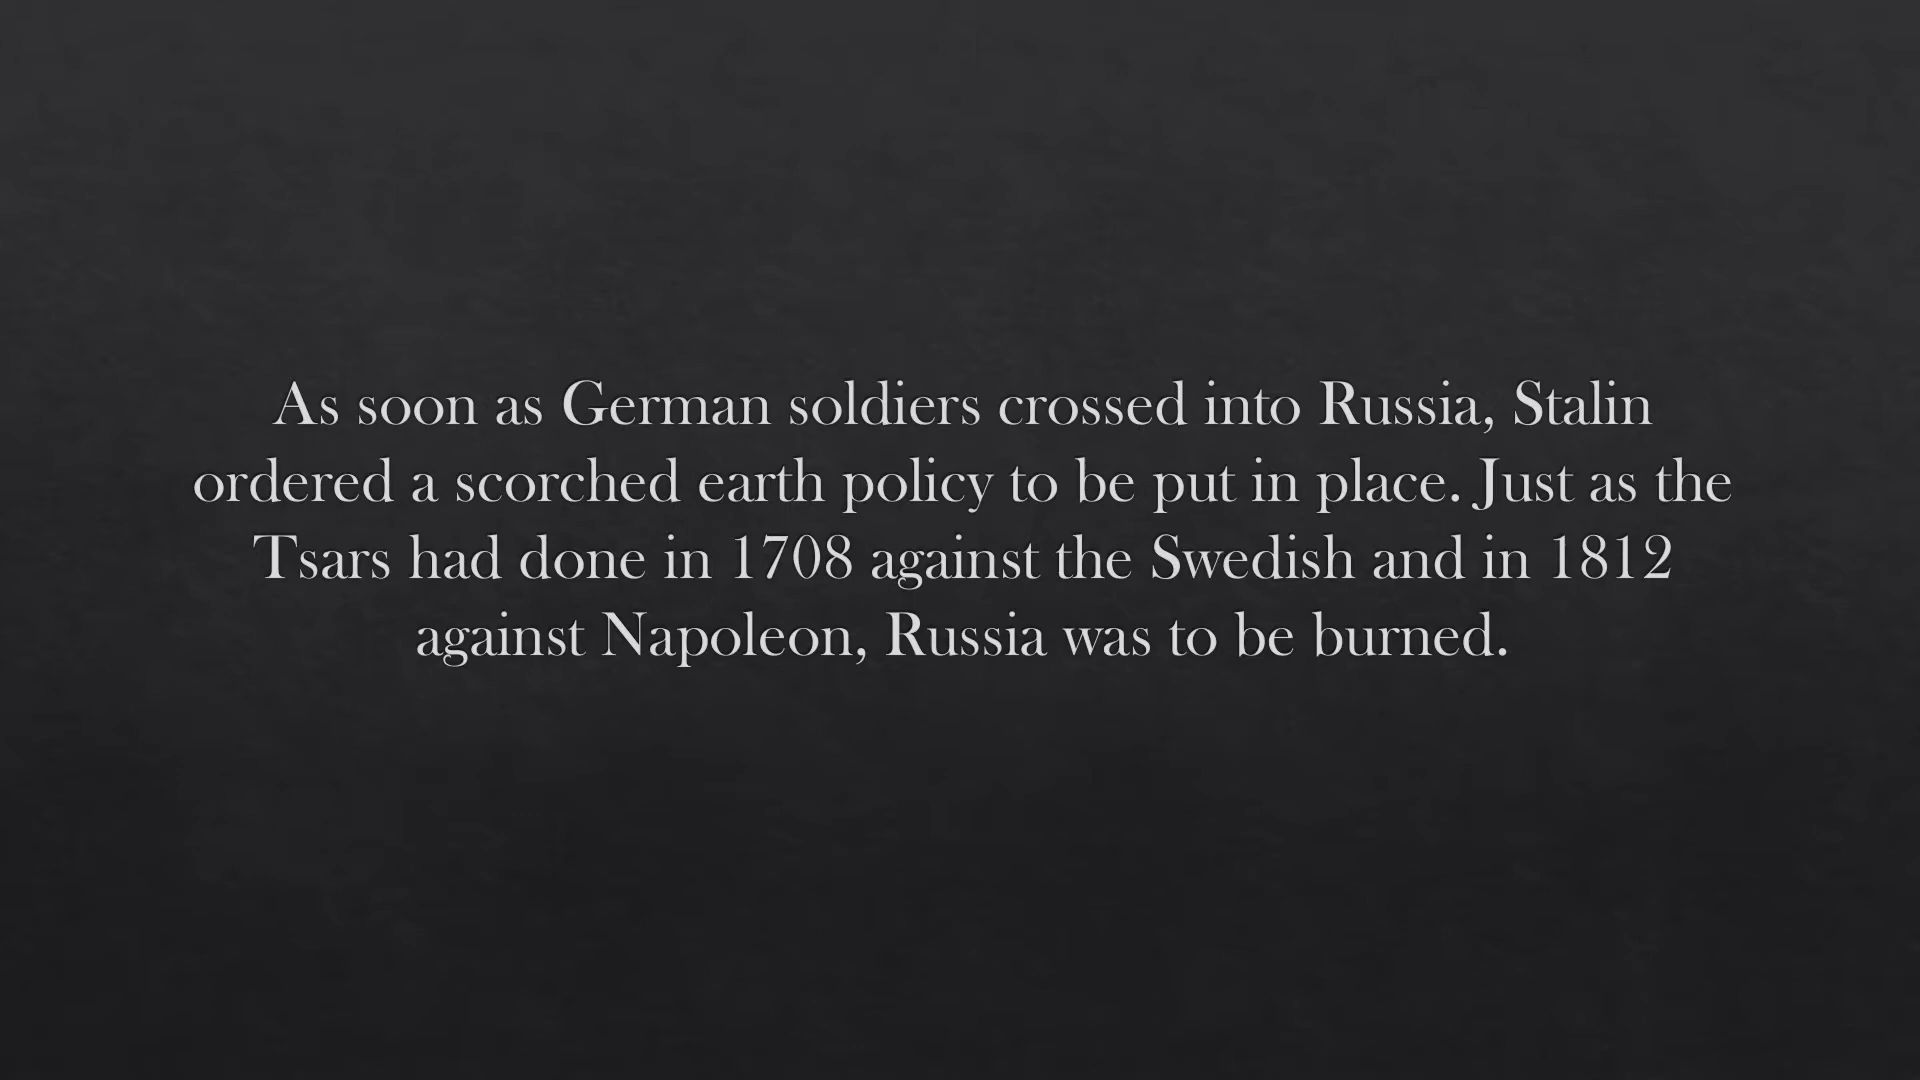 As soon as German soldiers crossed into Russia, Stalin
ordered a scorched earth policy to be put in place. Just as the
Tsars had done in 1708 against the Swedish and in 1812
against Napoleon, Russia was to be burned.